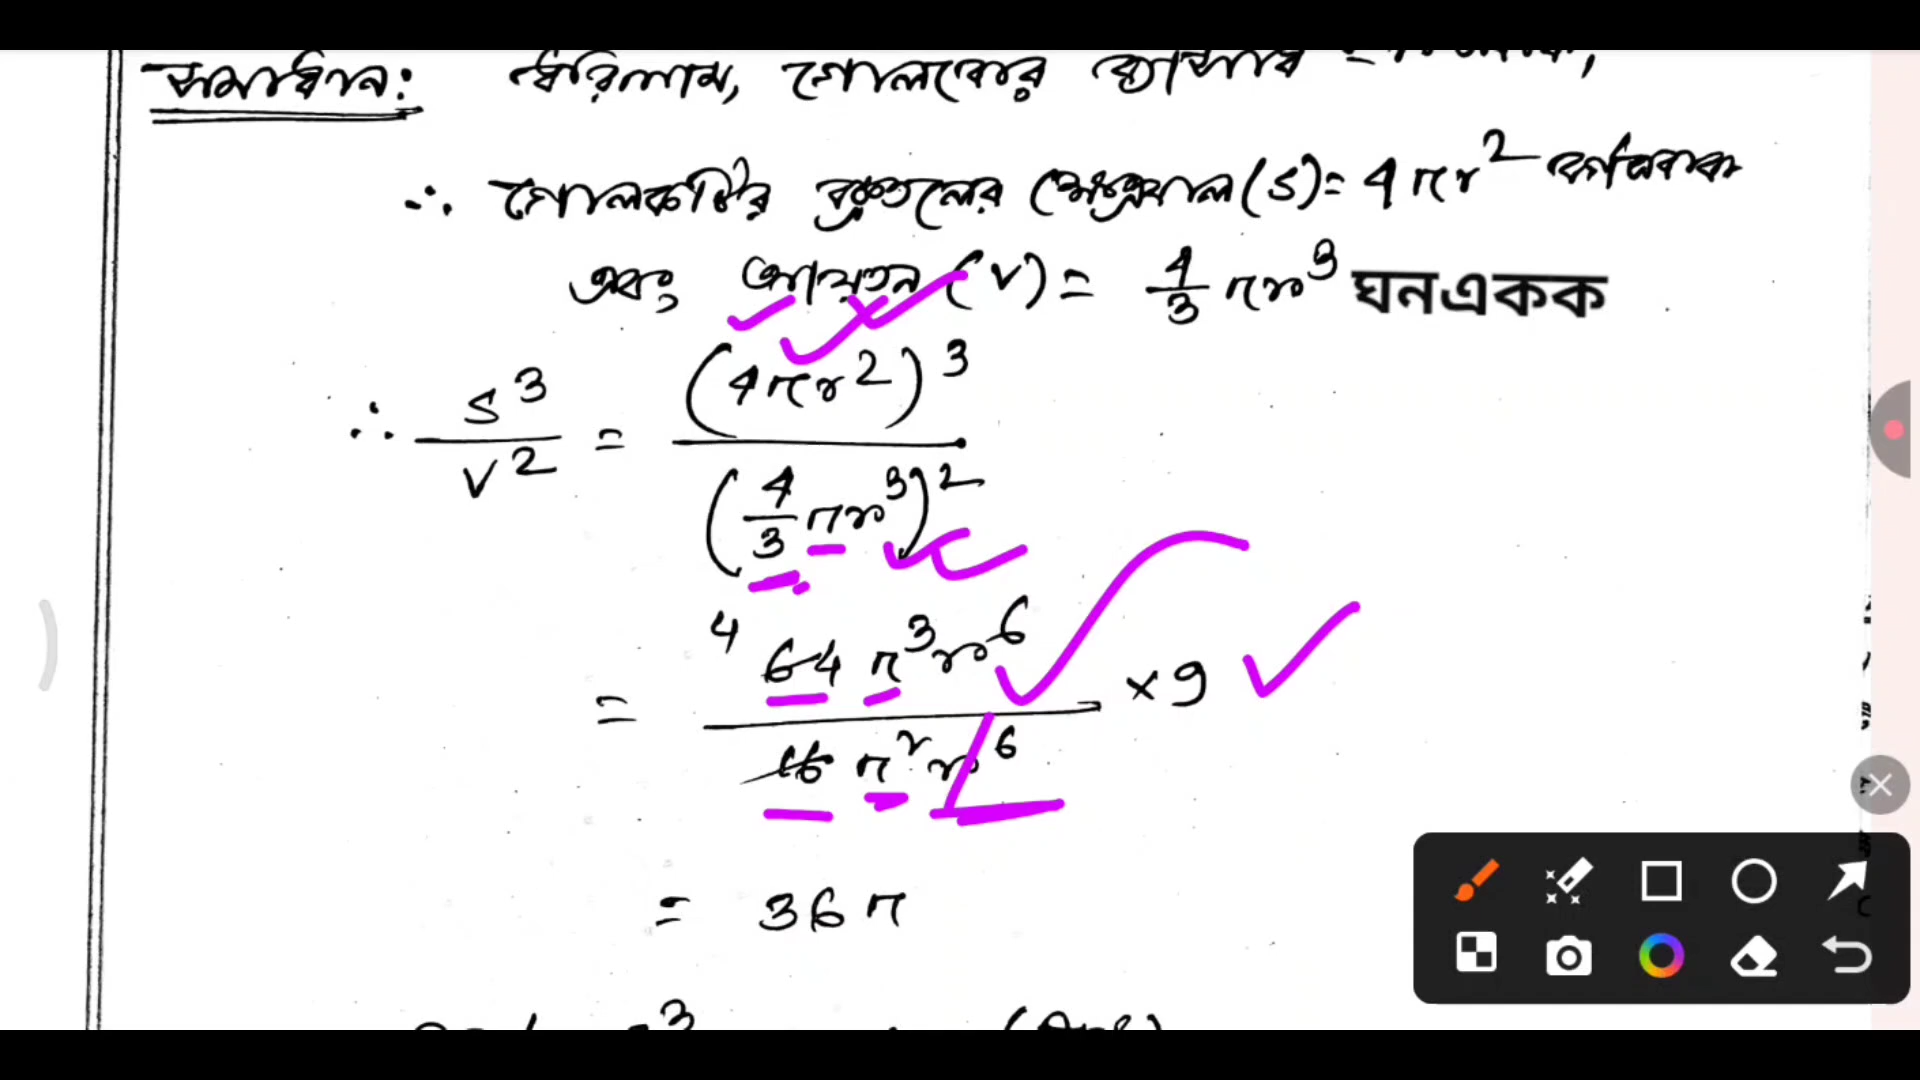 সমাধান: ধরিলাম, গোলকের ব্যাসার্ধ =
∴ গোলকটির বক্রতলের ক্ষেত্রফল (S) = 4πr² বর্গএকক
এবং আয়তন (V) = 4/3 πr³ ঘনএকক
∴ S³/V² = (4πr²)³ / (4/3 πr³)²
= 4 64 π³r⁶ / 16 π²r⁶ × 9
= 36π